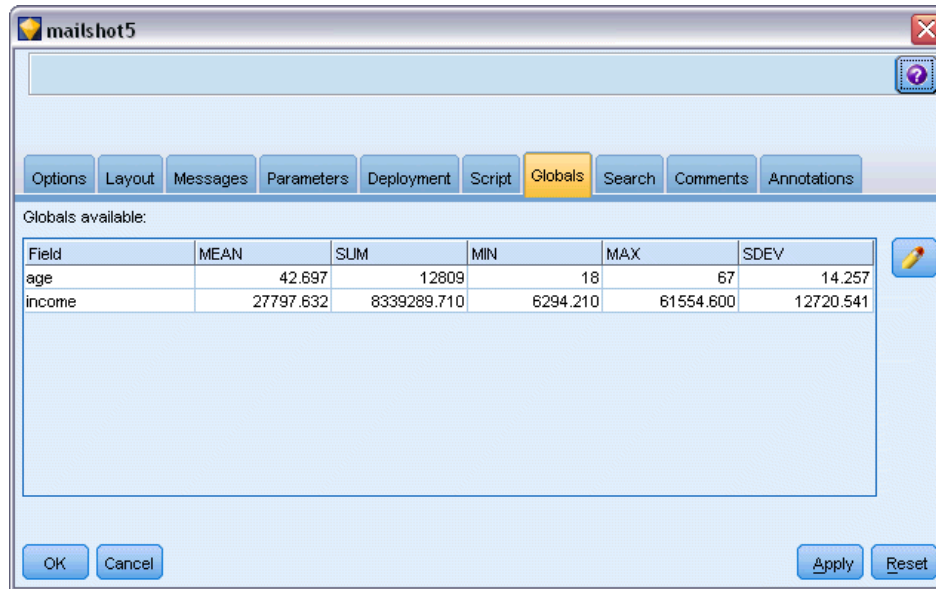 mailshot5
Options Layout Messages Parameters Deployment Script Globals Search Comments Annotations
Globals available:
Field MEAN SUM MIN MAX SDEV
age 42.697 12809 18 67 14.257
income 27797.632 8339289.710 6294.210 61554.600 12720.541
OK Cancel Apply Reset